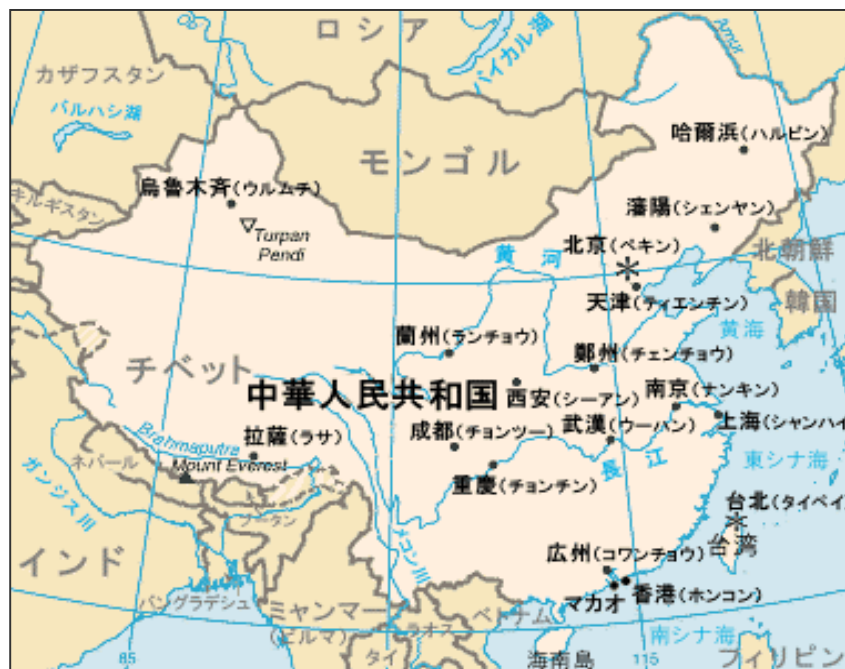 Ob'
ロシア
バイカル湖
Amur
カザフスタン
バルハシ湖
哈爾浜(ハルビン)
モンゴル
烏魯木斉(ウルムチ)
キルギスタン
瀋陽(シェンヤン)
Turpan
Pendi
黄河
北京(ペキン)
北朝鮮
天津(ティエンチン)
韓国
黄海
蘭州(ランチョウ)
鄭州(チェンチョウ)
チベット
中華人民共和国
西安(シーアン)
南京(ナンキン)
上海(シャンハイ
Brahmaputra
拉薩(ラサ)
成都(チョンツー)
武漢(ウーハン)
長江
東シナ海
ネパール
Mount Everest
ガンジス川
重慶(チョンチン)
ブータン
メコン川
台北(タイペイ
台湾
インド
広州(コワンチョウ)
バングラデシュ
マカオ
香港(ホンコン)
ミャンマー
(ビルマ)
ラオス
ベトナム
南シナ海
85
タイ
海南島
115
フィリピン